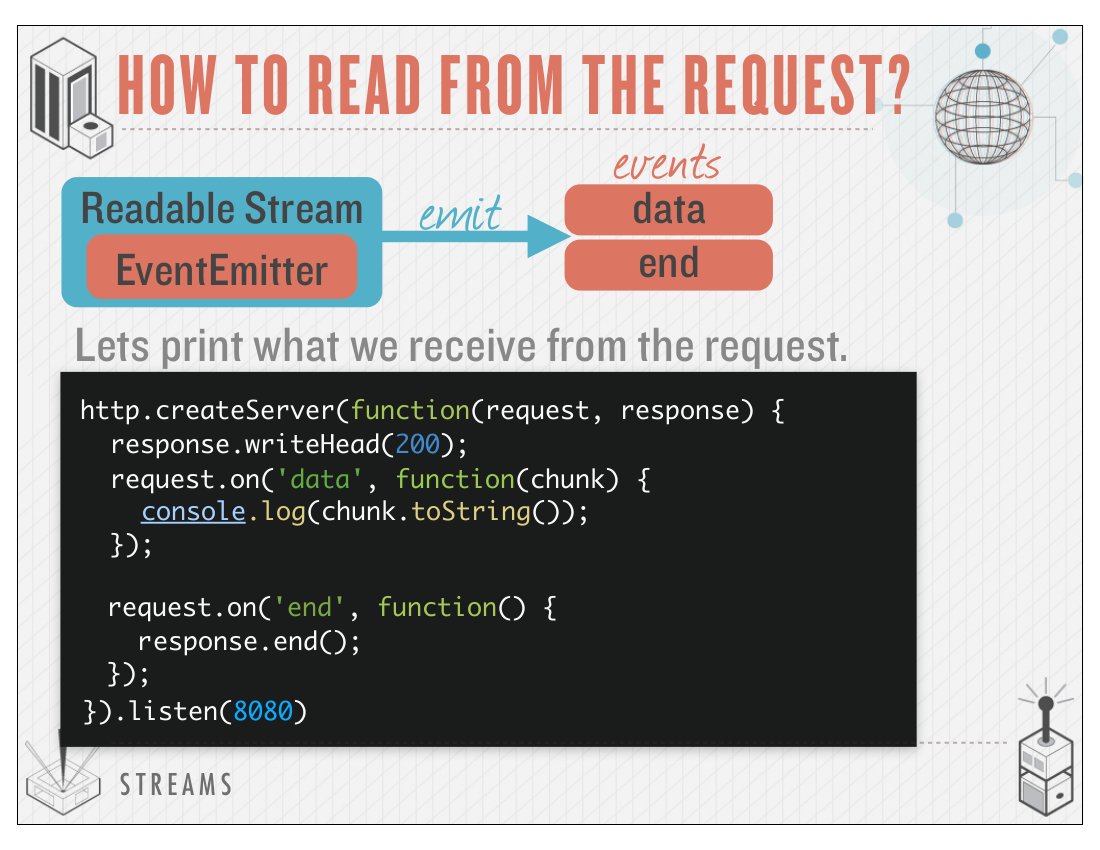 HOW TO READ FROM THE REQUEST?
events
Readable Stream
emit
data
EventEmitter
end
Lets print what we receive from the request.
http.createServer(function(request, response) {
  response.writeHead(200);
  request.on('data', function(chunk) {
    console.log(chunk.toString());
  });

  request.on('end', function() {
    response.end();
  });
}).listen(8080)
STREAMS